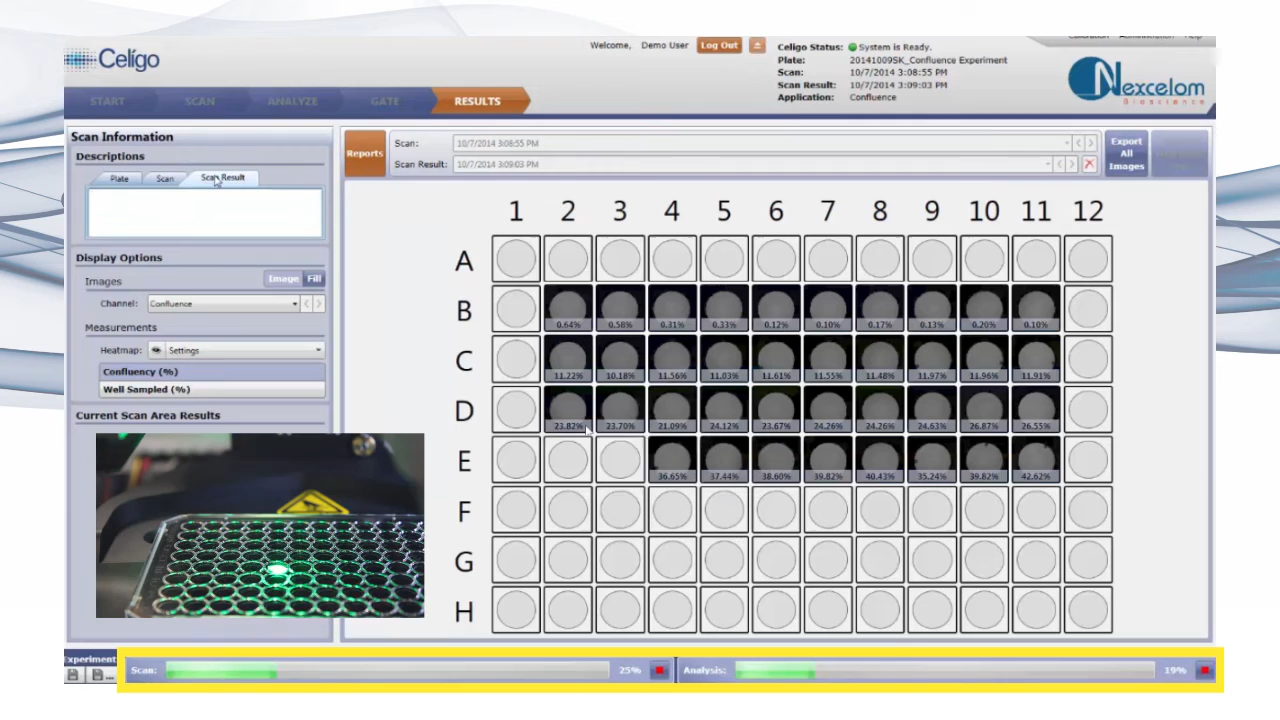 Celígo
Welcome, Demo User Log Out
Celigo Status: System is Ready.
Plate: 20141009SK_Confluence Experiment
Scan: 10/7/2014 3:08:55 PM
Scan Result: 10/7/2014 3:09:03 PM
Application: Confluence
Nexcelom
Bioscience
START SCAN ANALYZE GATE RESULTS
Scan Information
Descriptions
Plate Scan Scan Result
Display Options
Images Image Fill
Channel: Confluence
Measurements
Heatmap: Settings
Confluency (%)
Well Sampled (%)
Current Scan Area Results
Reports
Scan: 10/7/2014 3:08:55 PM
Scan Result: 10/7/2014 3:09:03 PM
Export
All
Images
1 2 3 4 5 6 7 8 9 10 11 12
A
B 0.64% 0.58% 0.31% 0.33% 0.12% 0.10% 0.17% 0.13% 0.20% 0.10%
C 11.22% 10.18% 11.56% 11.03% 11.61% 11.55% 11.48% 11.97% 11.96% 11.91%
D 23.82% 23.70% 21.09% 24.12% 23.67% 24.26% 24.26% 24.63% 26.87% 26.55%
E 36.65% 37.44% 38.60% 39.82% 40.43% 35.24% 39.82% 42.62%
F
G
H
Experiment
Scan: 25% Analysis: 19%